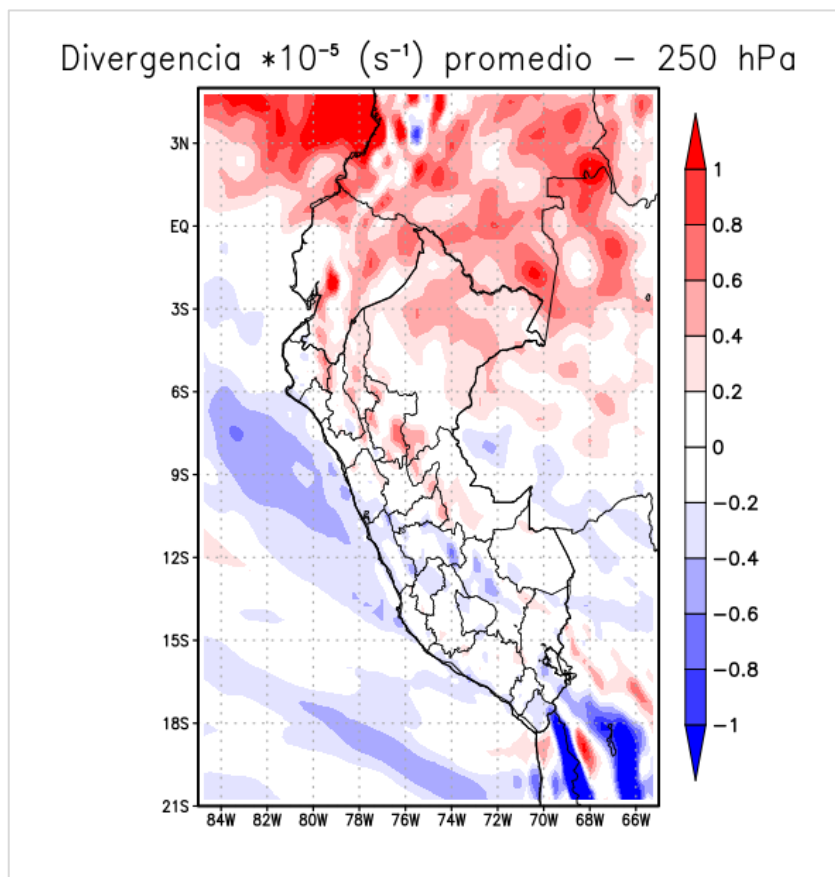 Divergencia *10⁻⁵ (s⁻¹) promedio – 250 hPa
3N
EQ
3S
6S
9S
12S
15S
18S
21S
84W 82W 80W 78W 76W 74W 72W 70W 68W 66W
1
0.8
0.6
0.4
0.2
0
−0.2
−0.4
−0.6
−0.8
−1